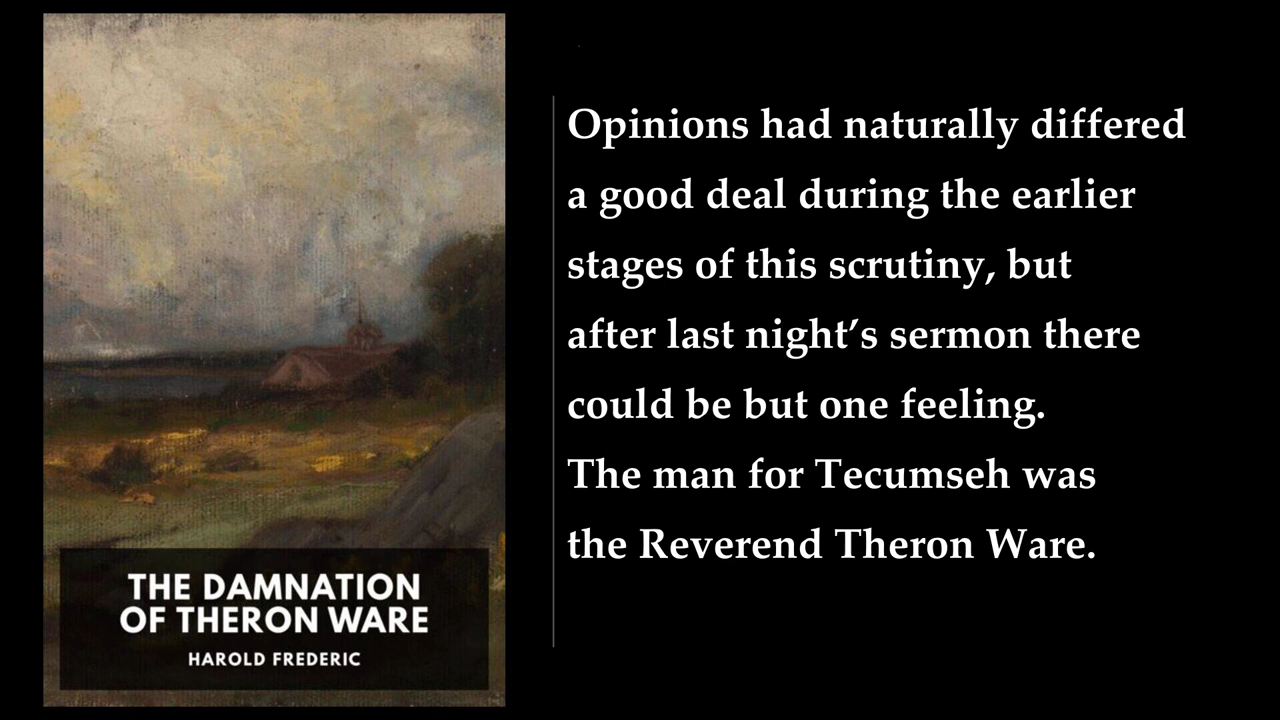 Opinions had naturally differed
a good deal during the earlier
stages of this scrutiny, but
after last night’s sermon there
could be but one feeling.
The man for Tecumseh was
the Reverend Theron Ware.
THE DAMNATION
OF THERON WARE
HAROLD FREDERIC